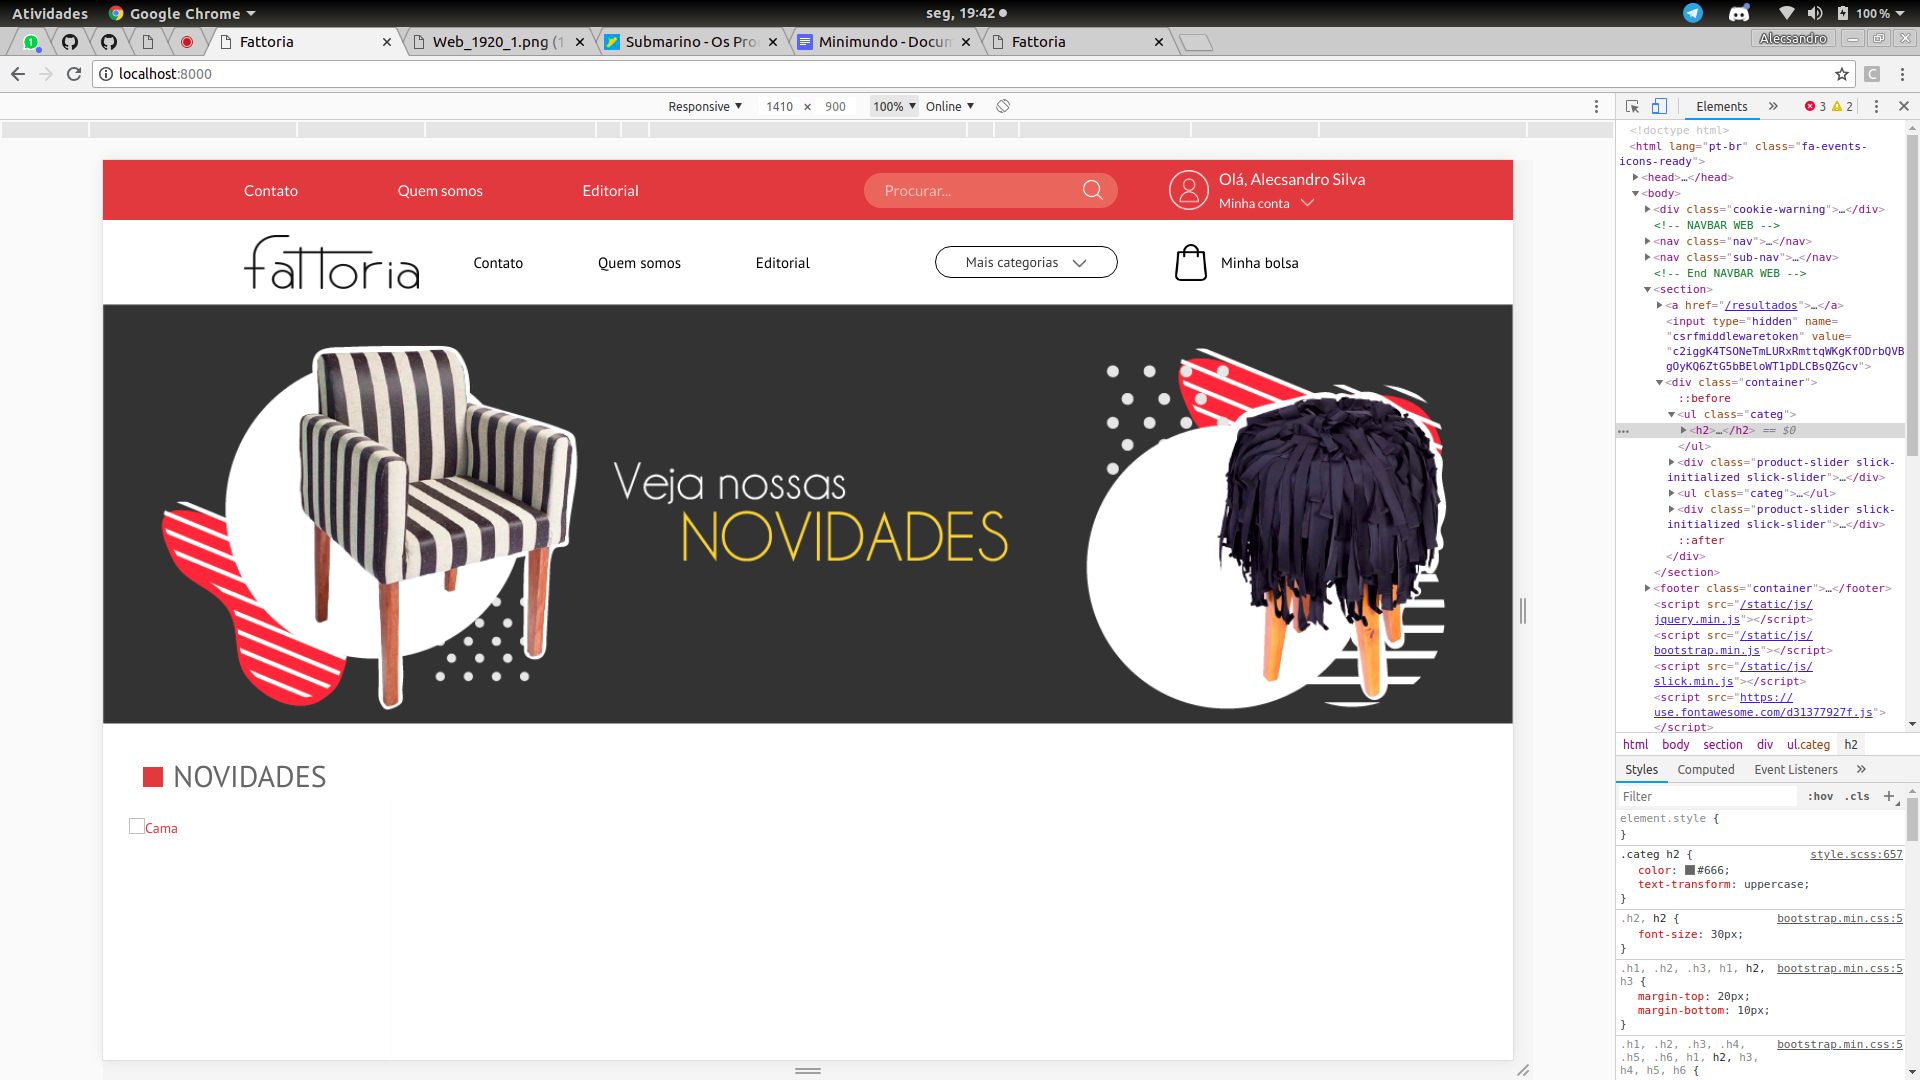 Atividades
Google Chrome
seg, 19:42
100 %
1
Fattoria
Web_1920_1.png (1
Submarino - Os Pro
Minimundo - Docun
Fattoria
Alecsandro
localhost:8000
Responsive
1410 × 900
100%
Online
Elements
3
2
Contato
Quem somos
Editorial
Procurar...
Olá, Alecsandro Silva
Minha conta
fattoria
Contato
Quem somos
Editorial
Mais categorias
Minha bolsa
Veja nossas
NOVIDADES
NOVIDADES
Cama
<!doctype html>
<html lang="pt-br" class="fa-events-
icons-ready">
<head>…</head>
<body>
<div class="cookie-warning">…</div>
<!-- NAVBAR WEB -->
<nav class="nav">…</nav>
<nav class="sub-nav">…</nav>
<!-- End NAVBAR WEB -->
<section>
<a href="/resultados">…</a>
<input type="hidden" name=
"csrfmiddlewaretoken" value=
"c2iggK4TSONeTmLURxRmttqWKgKfODrbQVB
gOyKQ6ZtG5bBEloWT1pDLCBsQZGcv">
<div class="container">
::before
<ul class="categ">
<h2>…</h2> == $0
</ul>
<div class="product-slider slick-
initialized slick-slider">…</div>
<ul class="categ">…</ul>
<div class="product-slider slick-
initialized slick-slider">…</div>
::after
</div>
</section>
<footer class="container">…</footer>
<script src="/static/js/
jquery.min.js"></script>
<script src="/static/js/
bootstrap.min.js"></script>
<script src="/static/js/
slick.min.js"></script>
<script src="https://
use.fontawesome.com/d31377927f.js">
</script>
html body section div ul.categ h2
Styles Computed Event Listeners
Filter
:hov .cls
element.style {
}
.categ h2 { style.scss:657
color: #666;
text-transform: uppercase;
}
.h2, h2 { bootstrap.min.css:5
font-size: 30px;
}
.h1, .h2, .h3, h1, h2, bootstrap.min.css:5
h3 {
margin-top: 20px;
margin-bottom: 10px;
}
.h1, .h2, .h3, .h4, bootstrap.min.css:5
.h5, .h6, h1, h2, h3,
h4, h5, h6 {